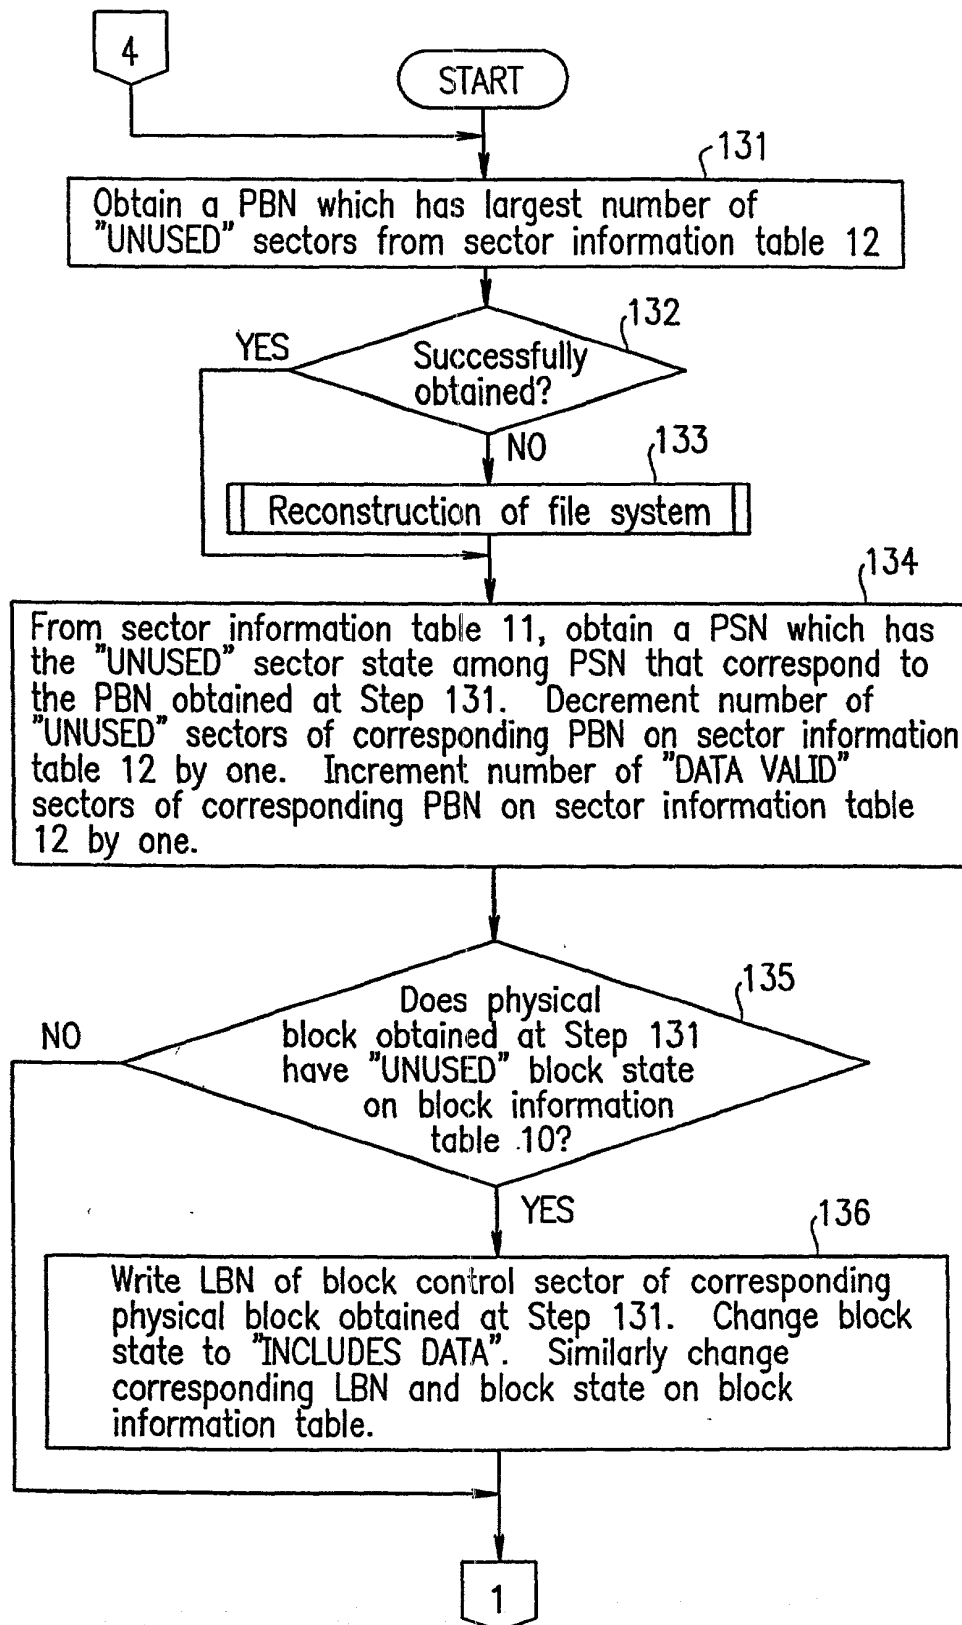 4
START
131
Obtain a PBN which has largest number of
"UNUSED" sectors from sector information table 12
132
YES
Successfully
obtained?
NO
133
Reconstruction of file system
134
From sector information table 11, obtain a PSN which has
the "UNUSED" sector state among PSN that correspond to
the PBN obtained at Step 131. Decrement number of
"UNUSED" sectors of corresponding PBN on sector information
table 12 by one. Increment number of "DATA VALID"
sectors of corresponding PBN on sector information table
12 by one.
135
NO
Does physical
block obtained at Step 131
have "UNUSED" block state
on block information
table 10?
YES
136
Write LBN of block control sector of corresponding
physical block obtained at Step 131. Change block
state to "INCLUDES DATA". Similarly change
corresponding LBN and block state on block
information table.
1